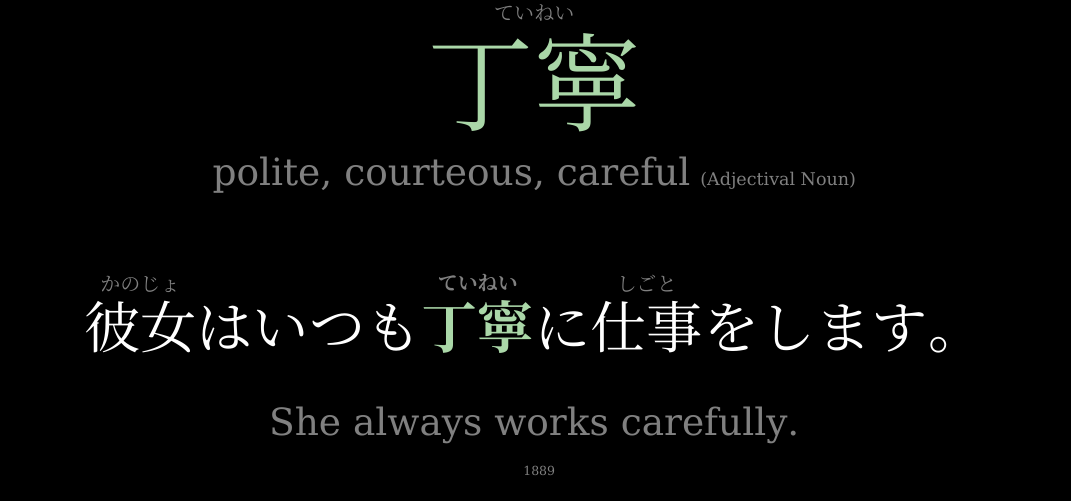 ていねい
丁寧
polite, courteous, careful (Adjectival Noun)
かのじょ ていねい しごと
彼女はいつも丁寧に仕事をします。
She always works carefully.
1889